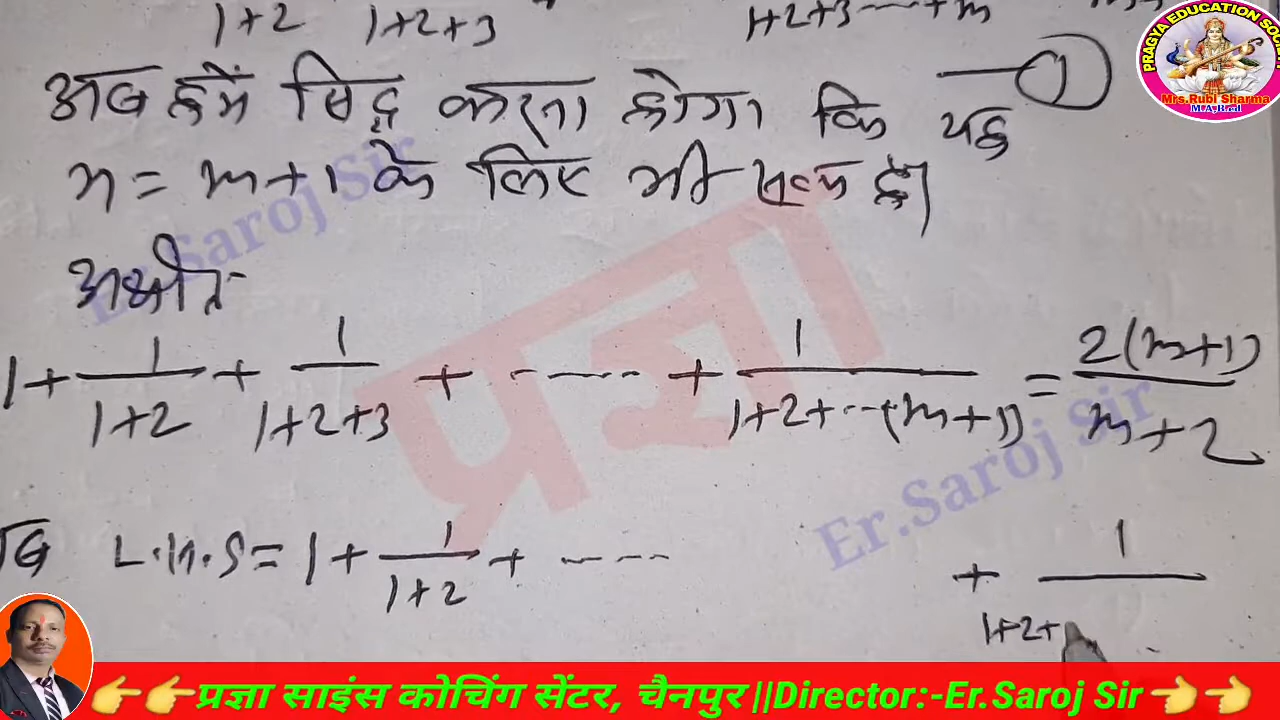 1+2 1+2+3 1+2+3-----+m
अब हमें सिद्ध करना होगा कि यह ①
n = m+1 के लिए भी सत्य है।
अर्थात
1 + 1/(1+2) + 1/(1+2+3) + ------ + 1/(1+2+--(m+1)) = 2(m+1)/(m+2)
L.H.S = 1 + 1/(1+2) + ----- + 1/(1+2+
प्रज्ञा
Er.Saroj Sir
Er.Saroj Sir
PRAGYA EDUCATION SOCI
Mrs.Rubi Sharma
M.A,B.ed
👉👉प्रज्ञा साइंस कोचिंग सेंटर, चैनपुर||Director:-Er.Saroj Sir👈👈